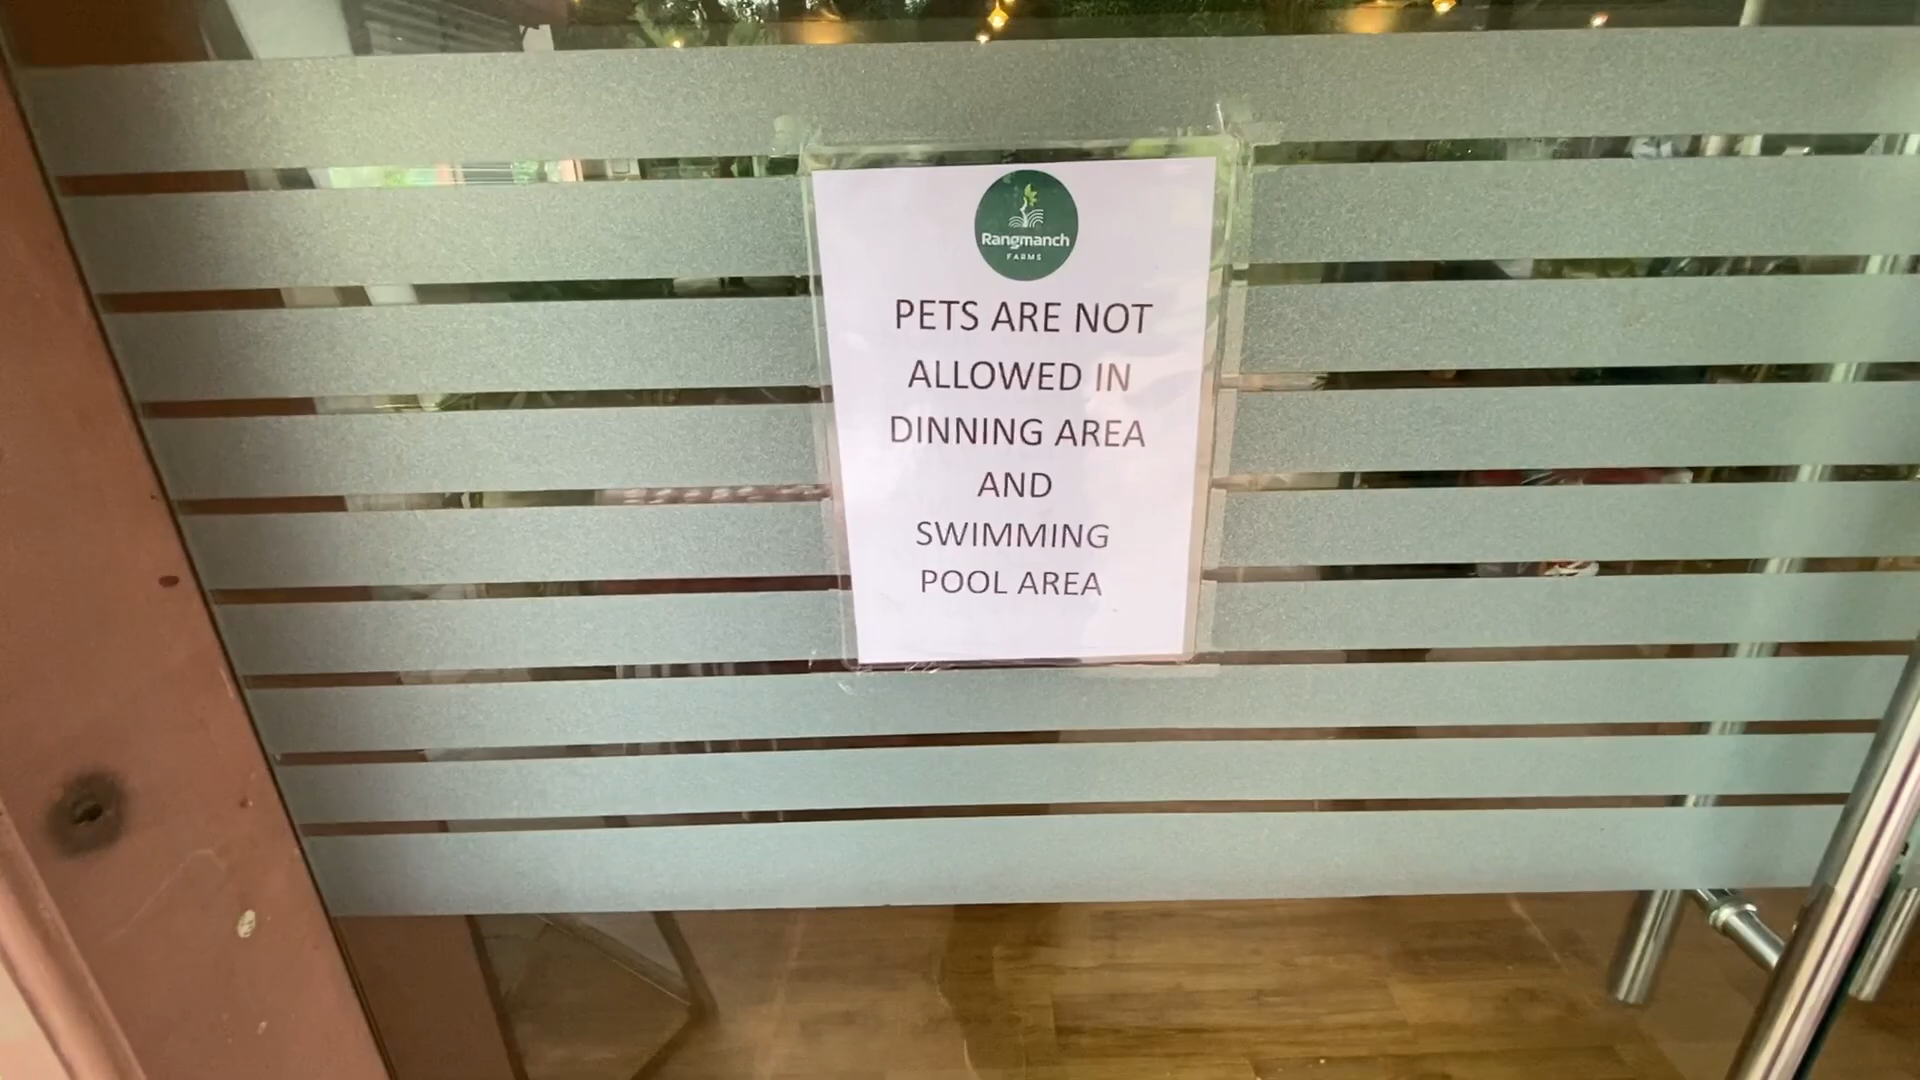 Rangmanch
FARMS
PETS ARE NOT
ALLOWED IN
DINNING AREA
AND
SWIMMING
POOL AREA